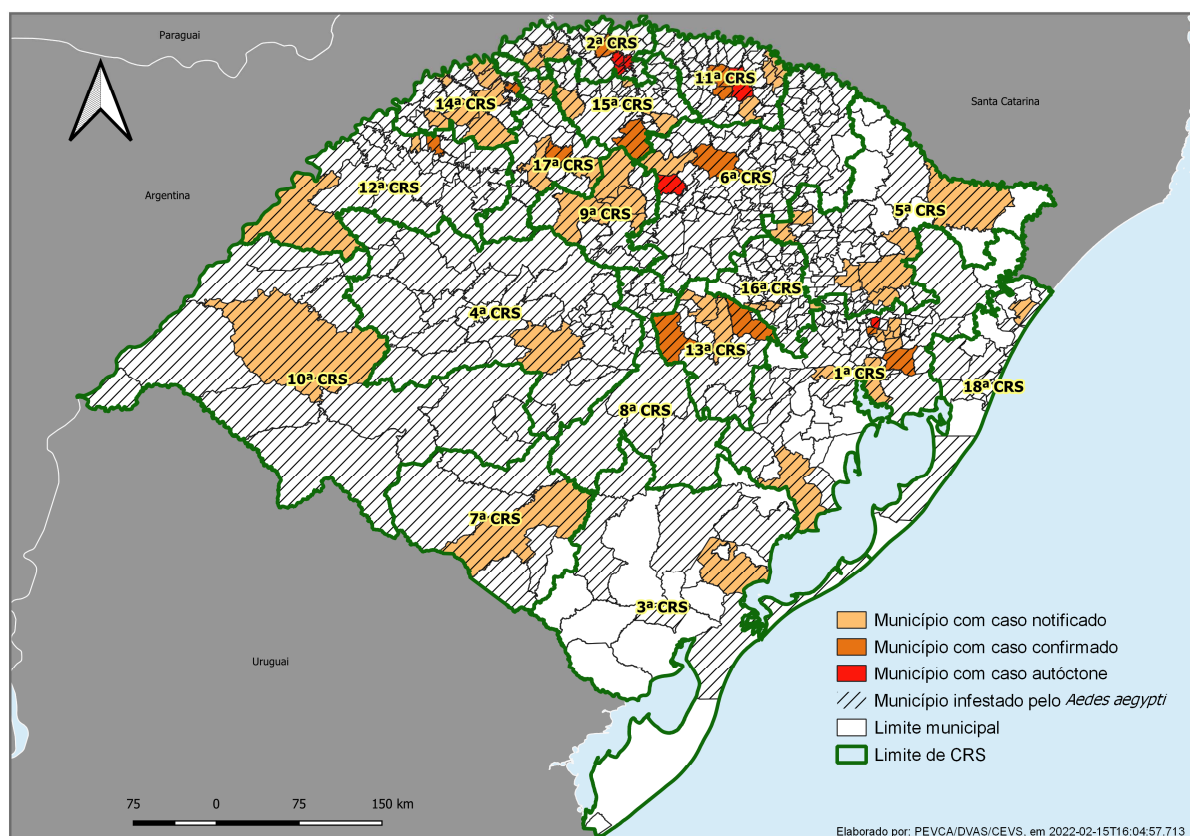 Paraguai
2ª CRS
11ª CRS
Santa Catarina
14ª CRS
15ª CRS
17ª CRS
6ª CRS
12ª CRS
Argentina
9ª CRS
5ª CRS
16ª CRS
4ª CRS
13ª CRS
10ª CRS
1ª CRS
18ª CRS
8ª CRS
7ª CRS
3ª CRS
Uruguai
Município com caso notificado
Município com caso confirmado
Município com caso autóctone
Município infestado pelo Aedes aegypti
Limite municipal
Limite de CRS
75 0 75 150 km
Elaborado por: PEVCA/DVAS/CEVS, em 2022-02-15T16:04:57.713